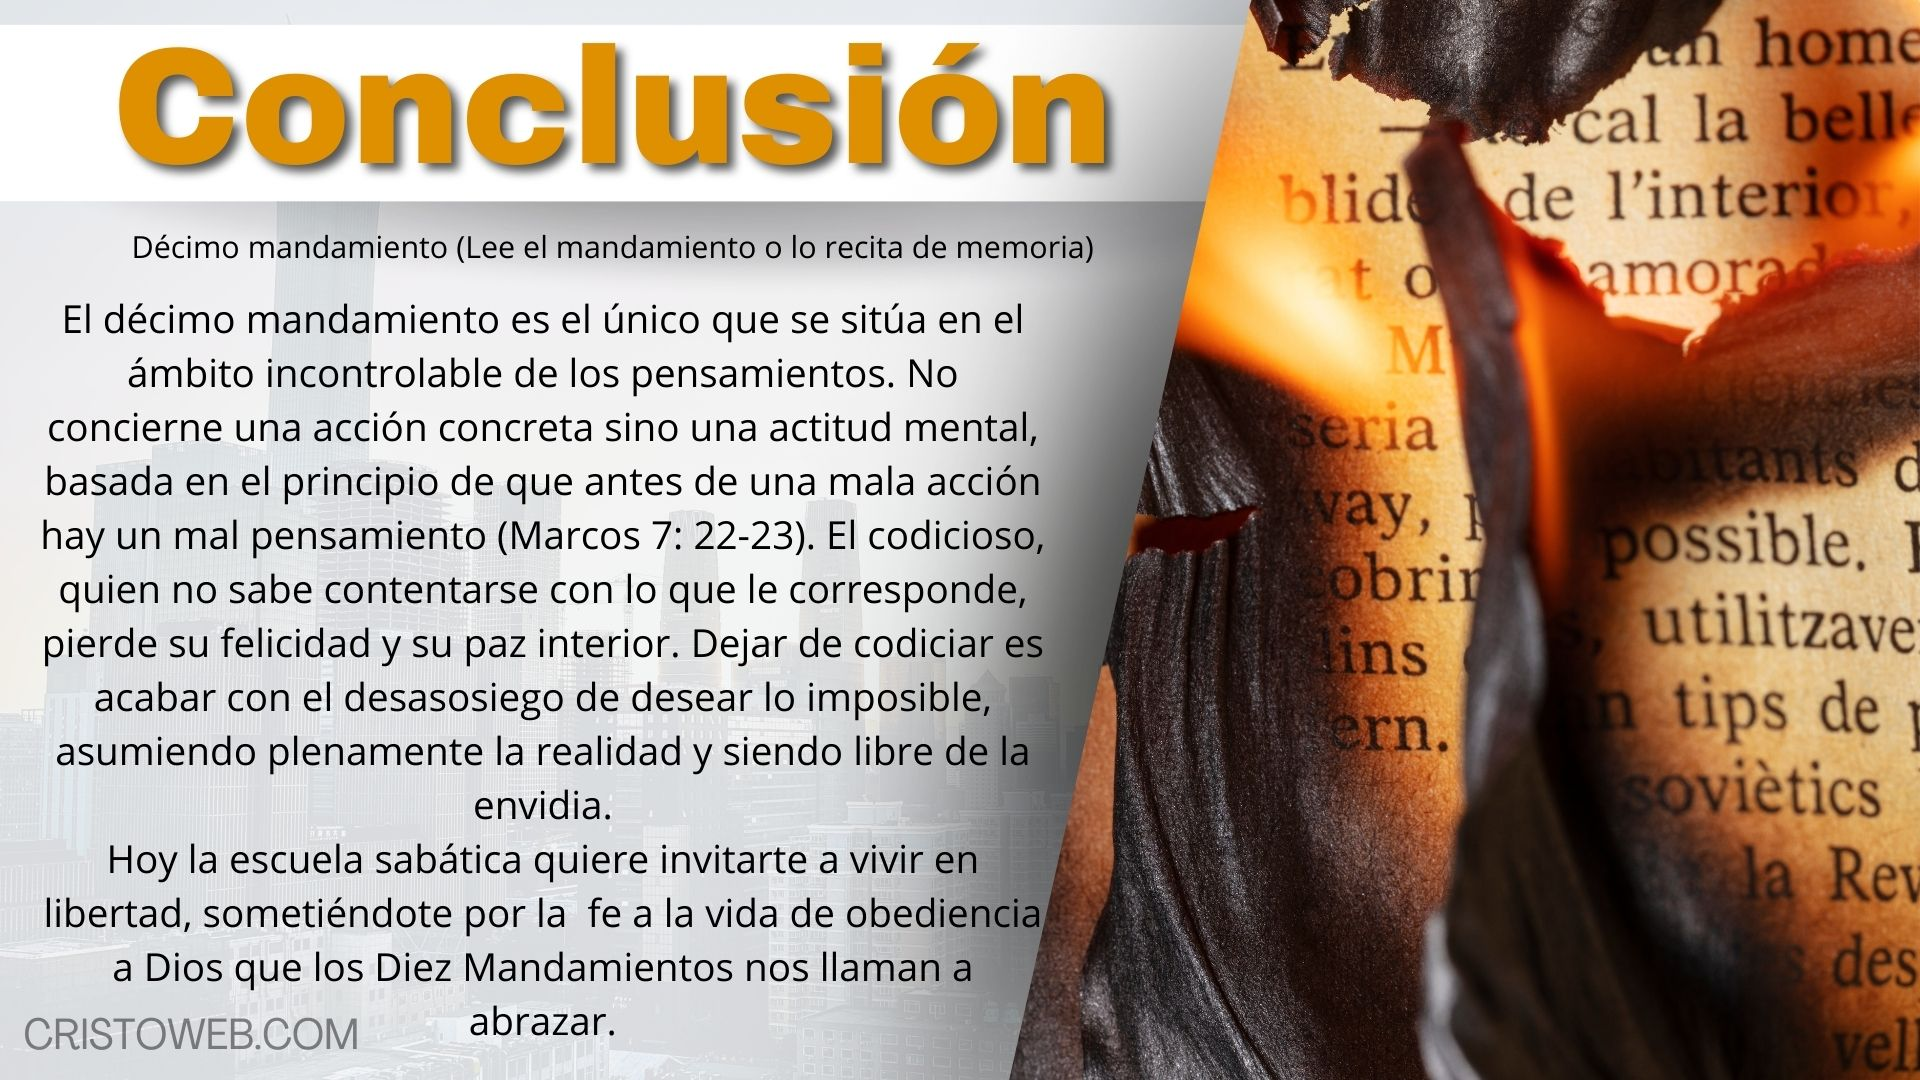 Conclusión
Décimo mandamiento (Lee el mandamiento o lo recita de memoria)
El décimo mandamiento es el único que se sitúa en el
ámbito incontrolable de los pensamientos. No
concierne una acción concreta sino una actitud mental,
basada en el principio de que antes de una mala acción
hay un mal pensamiento (Marcos 7: 22-23). El codicioso,
quien no sabe contentarse con lo que le corresponde,
pierde su felicidad y su paz interior. Dejar de codiciar es
acabar con el desasosiego de desear lo imposible,
asumiendo plenamente la realidad y siendo libre de la
envidia.
Hoy la escuela sabática quiere invitarte a vivir en
libertad, sometiéndote por la  fe a la vida de obediencia
a Dios que los Diez Mandamientos nos llaman a
abrazar.
CRISTOWEB.COM
un home
cal la belle
blide de l'interior,
amorad
seria
way,
possible.
utilitzave
lins
tips de p
ern.
soviètics
la Rev
des
vell